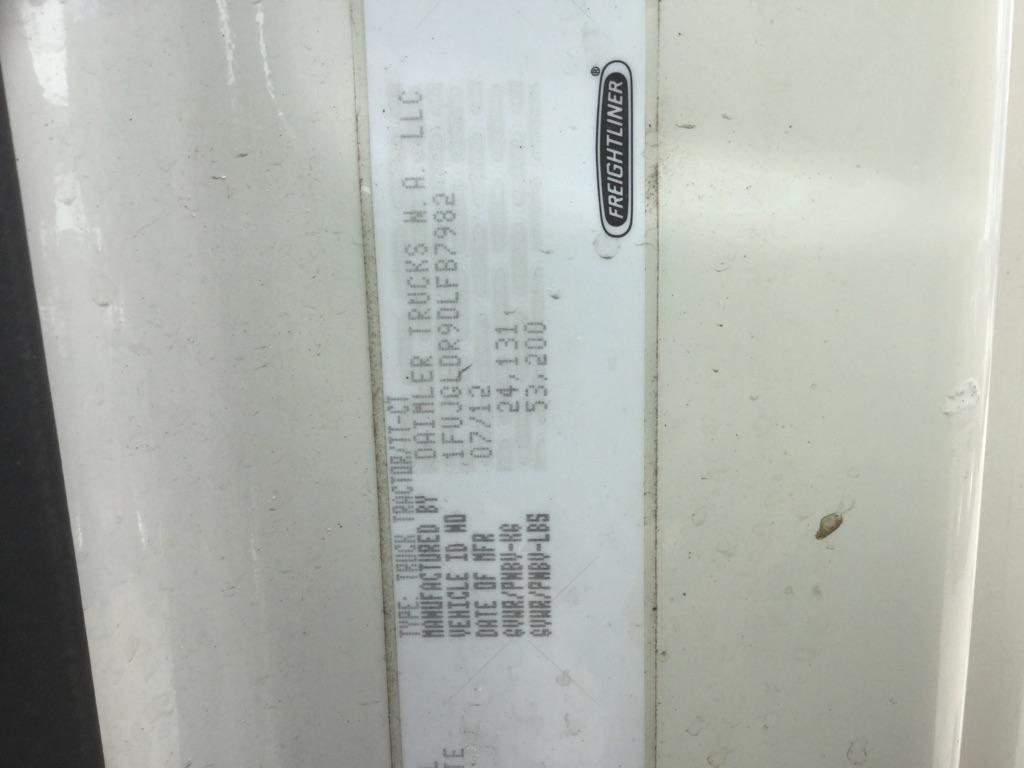 TYPE: TRUCK TRACTOR/TT-CT
MANUFACTURED BY DAIMLER TRUCKS N. A. LLC
VEHICLE ID NO 1FUJGLDR9DLFB7982
DATE OF MFR 07/12
GVWR/PNBV-KG 24,131
GVWR/PNBV-LBS 53,200
FREIGHTLINER®